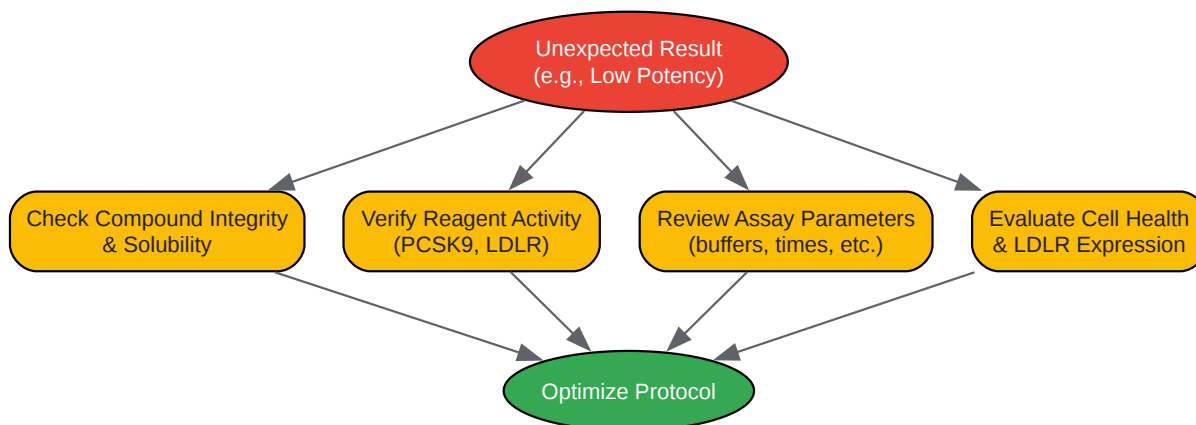 Unexpected Result
(e.g., Low Potency)
Check Compound Integrity
& Solubility
Verify Reagent Activity
(PCSK9, LDLR)
Review Assay Parameters
(buffers, times, etc.)
Evaluate Cell Health
& LDLR Expression
Optimize Protocol